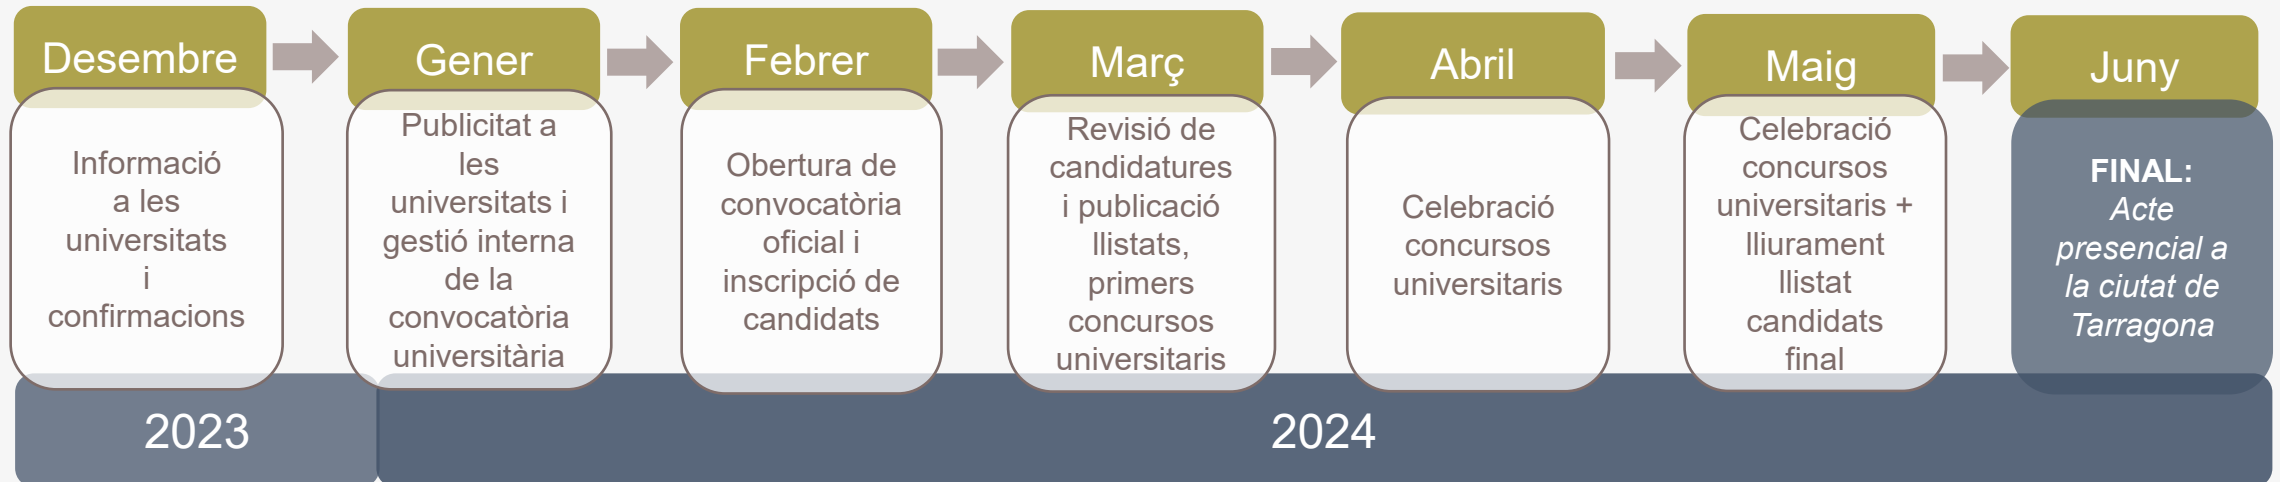 Desembre
Informació
a les
universitats
i
confirmacions
Gener
Publicitat a
les
universitats i
gestió interna
de la
convocatòria
universitària
Febrer
Obertura de
convocatòria
oficial i
inscripció de
candidats
Març
Revisió de
candidatures
i publicació
llistats,
primers
concursos
universitaris
Abril
Celebració
concursos
universitaris
Maig
Celebració
concursos
universitaris +
lliurament
llistat
candidats
final
Juny
FINAL:
Acte
presencial a
la ciutat de
Tarragona
2023
2024